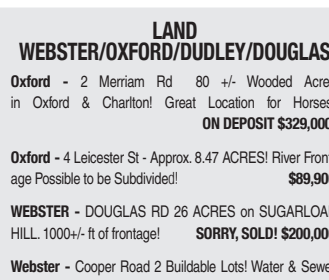 LAND
WEBSTER/OXFORD/DUDLEY/DOUGLAS
Oxford - 2 Merriam Rd 80 +/- Wooded Acre
in Oxford & Charlton! Great Location for Horses
ON DEPOSIT $329,000
Oxford - 4 Leicester St - Approx. 8.47 ACRES! River Front
age Possible to be Subdivided! $89,900
WEBSTER - DOUGLAS RD 26 ACRES on SUGARLOA
HILL. 1000+/- ft of frontage! SORRY, SOLD! $200,000
Webster - Cooper Road 2 Buildable Lots! Water & Sewe